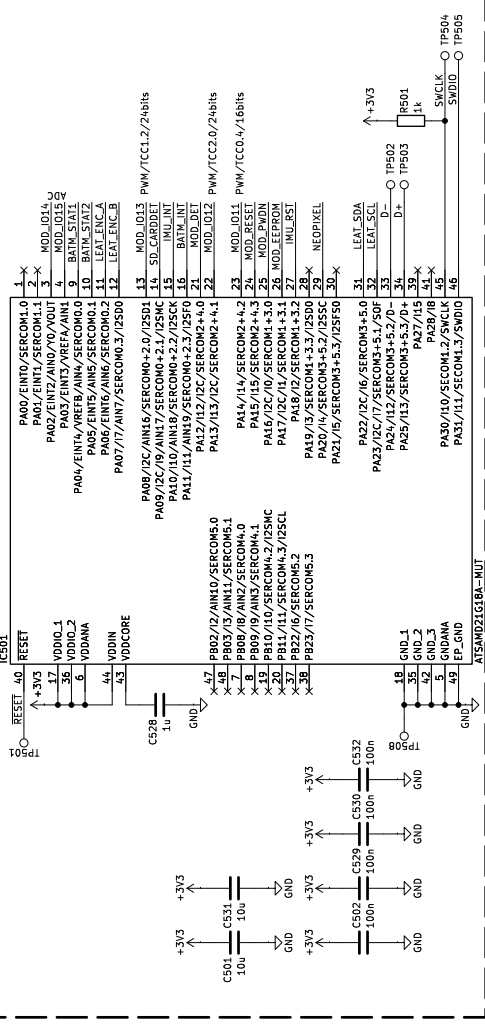 IC501
ATSAMD21G18A-MUT
TP501
RESET
40
RESET
+3V3
17
VDDIO_1
36
VDDIO_2
6
VDDANA
44
VDDIN
43
VDDCORE
C528
1u
GND
47
PB02/I2/AIN10/SERCOM5.0
48
PB03/I3/AIN11/SERCOM5.1
7
PB08/I8/AIN2/SERCOM4.0
8
PB09/I9/AIN3/SERCOM4.1
19
PB10/I10/SERCOM4.2/I2SMC
20
PB11/I11/SERCOM4.3/I2SCL
37
PB22/I6/SERCOM5.2
38
PB23/I7/SERCOM5.3
18
GND_1
35
GND_2
42
GND_3
5
GNDANA
49
EP_GND
TP508
GND
PA00/EINT0/SERCOM1.0
1
PA01/EINT1/SERCOM1.1
2
PA02/EINT2/AIN0/Y0/VOUT
3
MOD_IO14
PA03/EINT3/VREFA/AIN1
4
MOD_IO15
ADC
PA04/EINT4/VREFB/AIN4/SERCOM0.0
9
BATM_STAT1
PA05/EINT5/AIN5/SERCOM0.1
10
BATM_STAT2
PA06/EINT6/AIN6/SERCOM0.2
11
LEAT_ENC_A
PA07/I7/AIN7/SERCOM0.3/I2SD0
12
LEAT_ENC_B
PA08/I2C/AIN16/SERCOM0+2.0/I2SD1
13
MOD_IO13
PWM/TCC1.2/24bits
PA09/I2C/I9/AIN17/SERCOM0+2.1/I2SMC
14
SD_CARDDET
PA10/I10/AIN18/SERCOM0+2.2/I2SCK
15
IMU_INT
PA11/I11/AIN19/SERCOM0+2.3/I2SF0
16
BATM_INT
PA12/I12/I2C/SERCOM2+4.0
21
MOD_DET
PA13/I13/I2C/SERCOM2+4.1
22
MOD_IO12
PWM/TCC2.0/24bits
PA14/I14/SERCOM2+4.2
23
MOD_IO11
PWM/TCC0.4/16bits
PA15/I15/SERCOM2+4.3
24
MOD_RESET
PA16/I2C/I0/SERCOM1+3.0
25
MOD_PWDN
PA17/I2C/I1/SERCOM1+3.1
26
MOD_EEPROM
PA18/I2/SERCOM1+3.2
27
IMU_RST
PA19/I3/SERCOM1+3.3/I2SD0
28
PA20/I4/SERCOM3+5.2/I2SSC
29
NEOPIXEL
PA21/I5/SERCOM3+5.3/I2SFS0
30
PA22/I2C/I6/SERCOM3+5.0
31
LEAT_SDA
PA23/I2C/I7/SERCOM3+5.1/SOF
32
LEAT_SCL
PA24/I12/SERCOM3+5.2/D-
33
D-
TP502
PA25/I13/SERCOM3+5.3/D+
34
D+
TP503
PA27/I15
39
PA28/I8
41
PA30/I10/SECOM1.2/SWCLK
45
SWCLK
TP504
PA31/I11/SECOM1.3/SWDIO
46
SWDIO
TP505
+3V3
R501
1k
+3V3
C501
10u
GND
+3V3
C531
10u
GND
+3V3
C502
100n
GND
+3V3
C529
100n
GND
+3V3
C530
100n
GND
+3V3
C532
100n
GND